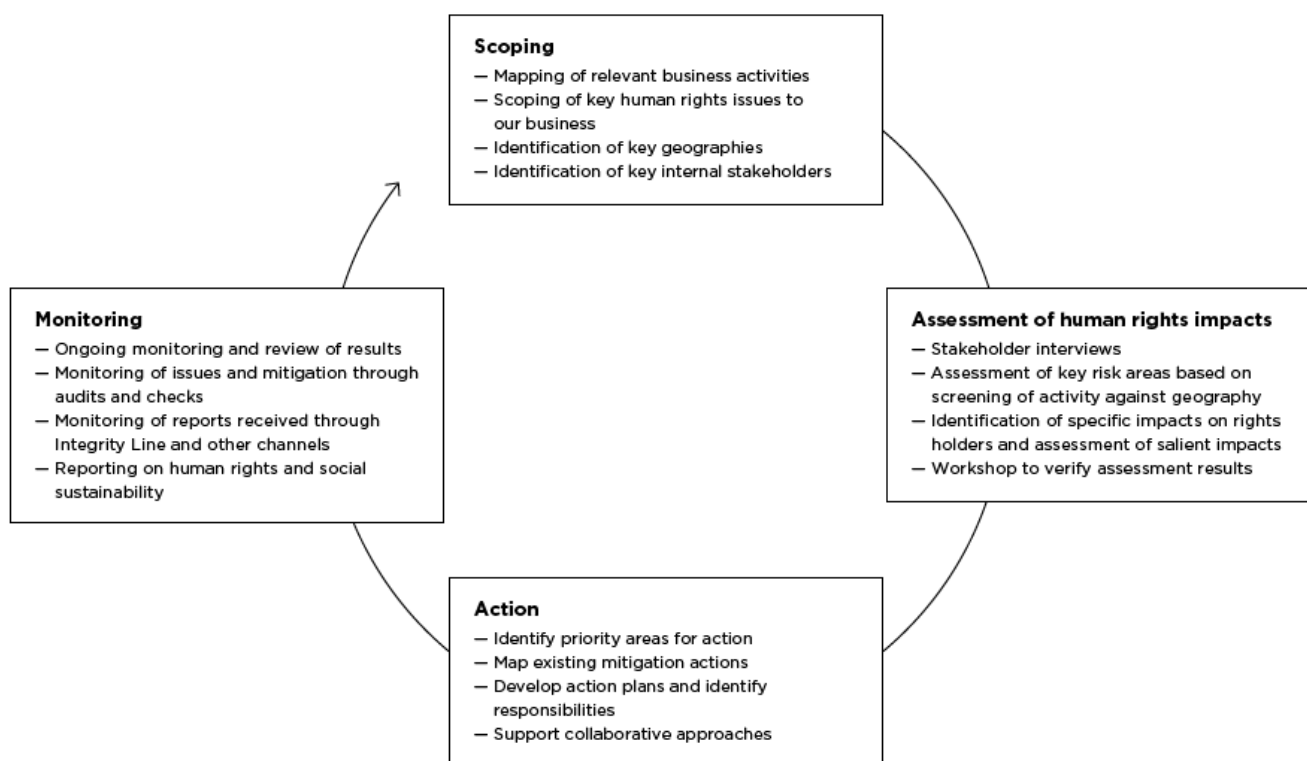 Scoping
— Mapping of relevant business activities
— Scoping of key human rights issues to
our business
— Identification of key geographies
— Identification of key internal stakeholders
Assessment of human rights impacts
— Stakeholder interviews
— Assessment of key risk areas based on
screening of activity against geography
— Identification of specific impacts on rights
holders and assessment of salient impacts
— Workshop to verify assessment results
Action
— Identify priority areas for action
— Map existing mitigation actions
— Develop action plans and identify
responsibilities
— Support collaborative approaches
Monitoring
— Ongoing monitoring and review of results
— Monitoring of issues and mitigation through
audits and checks
— Monitoring of reports received through
Integrity Line and other channels
— Reporting on human rights and social
sustainability